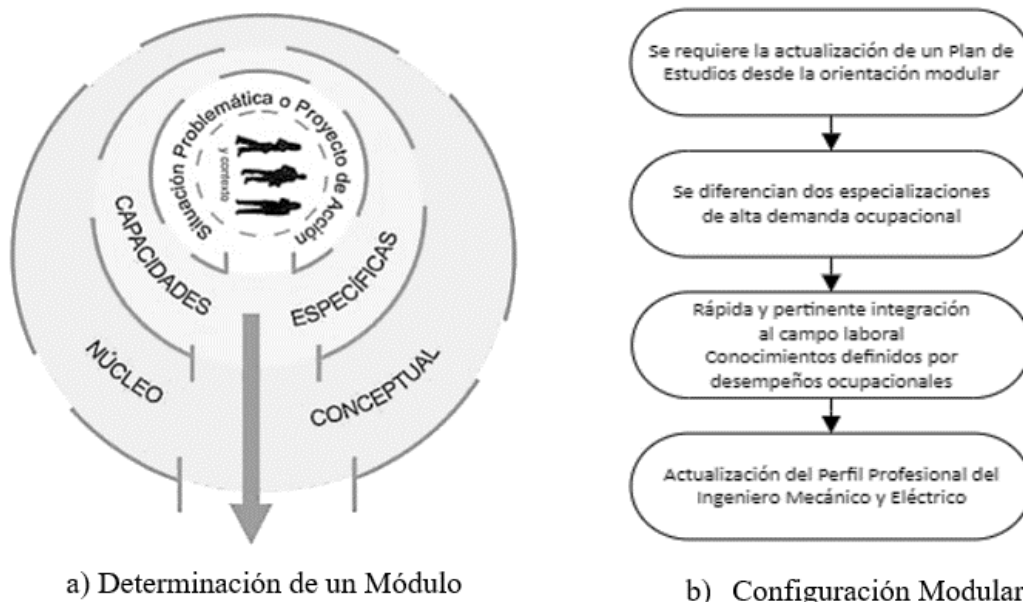 Situación Problemática o Proyecto de Acción
y contexto
CAPACIDADES
ESPECÍFICAS
NÚCLEO
CONCEPTUAL
a) Determinación de un Módulo
Se requiere la actualización de un Plan de
Estudios desde la orientación modular
Se diferencian dos especializaciones
de alta demanda ocupacional
Rápida y pertinente integración
al campo laboral
Conocimientos definidos por
desempeños ocupacionales
Actualización del Perfil Profesional del
Ingeniero Mecánico y Eléctrico
b) Configuración Modular